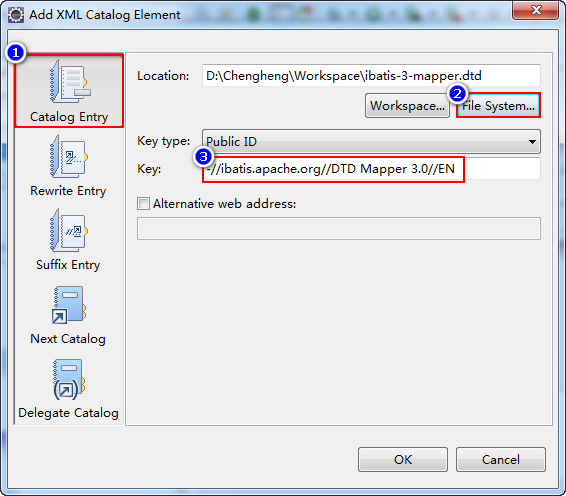 Add XML Catalog Element
1
Catalog Entry
Rewrite Entry
Suffix Entry
Next Catalog
Delegate Catalog
Location:
D:\Chengheng\Workspace\ibatis-3-mapper.dtd
Workspace...
2
File System...
Key type:
Public ID
3
Key:
-//ibatis.apache.org//DTD Mapper 3.0//EN
Alternative web address:
OK
Cancel